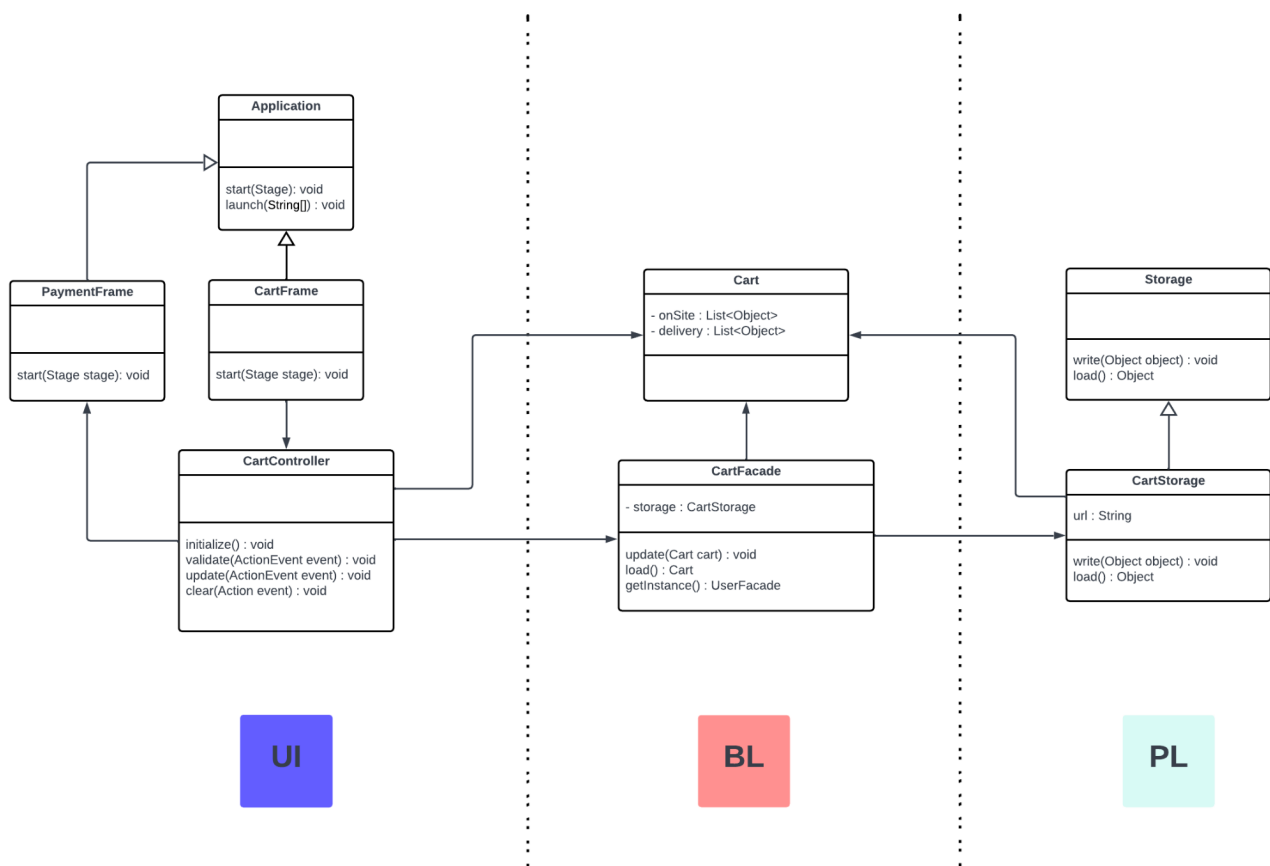 Application
start(Stage): void
launch(String[]) : void
PaymentFrame
start(Stage stage): void
CartFrame
start(Stage stage): void
CartController
initialize() : void
validate(ActionEvent event) : void
update(ActionEvent event) : void
clear(Action event) : void
UI
Cart
- onSite : List<Object>
- delivery : List<Object>
CartFacade
- storage : CartStorage
update(Cart cart) : void
load() : Cart
getInstance() : UserFacade
BL
Storage
write(Object object) : void
load() : Object
CartStorage
url : String
write(Object object) : void
load() : Object
PL